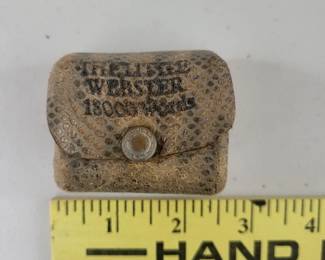 THE LITTLE
WEBSTER
18000 Words
1 2 3 4
HAND